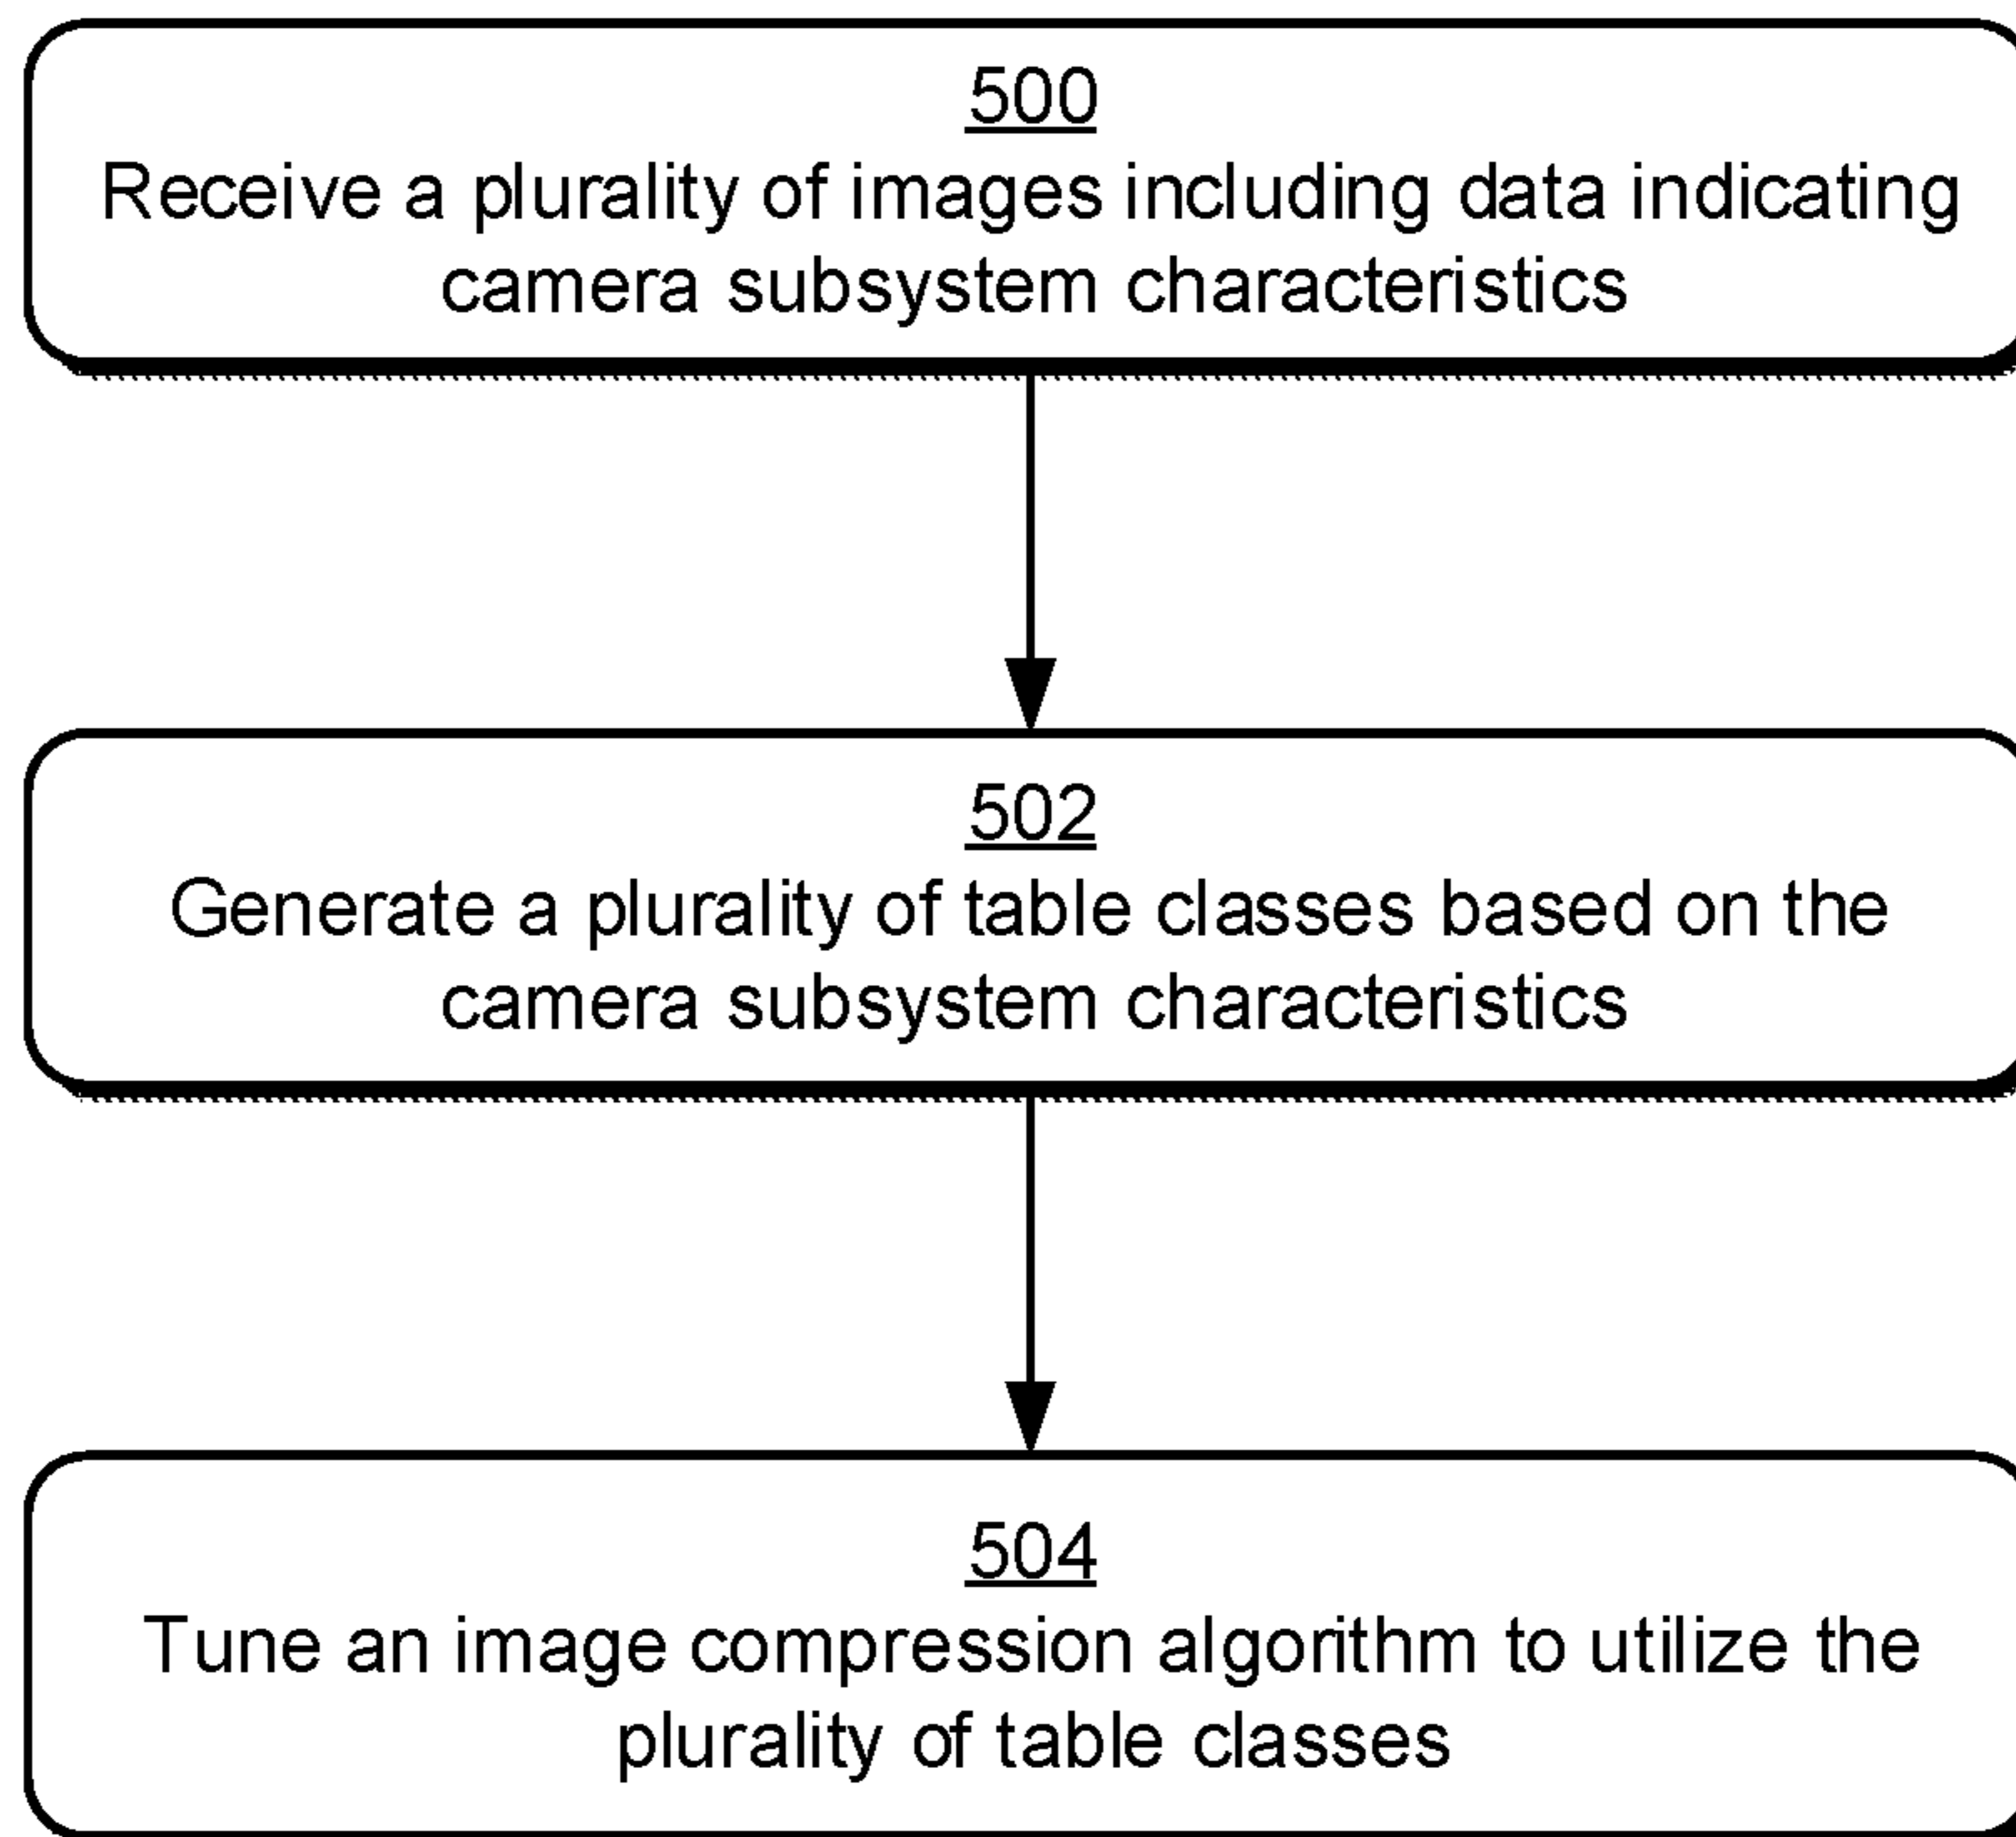 500
Receive a plurality of images including data indicating
camera subsystem characteristics
502
Generate a plurality of table classes based on the
camera subsystem characteristics
504
Tune an image compression algorithm to utilize the
plurality of table classes